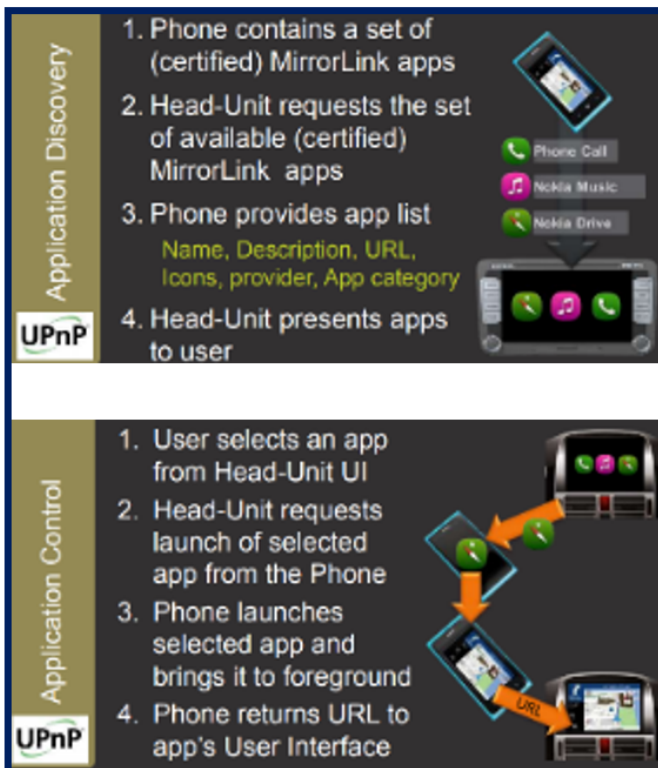 Application Discovery
UPnP
1. Phone contains a set of
(certified) MirrorLink apps
2. Head-Unit requests the set
of available (certified)
MirrorLink apps
3. Phone provides app list
Name, Description, URL,
Icons, provider, App category
4. Head-Unit presents apps
to user
Phone Call
Nokia Music
Nokia Drive
Application Control
UPnP
1. User selects an app
from Head-Unit UI
2. Head-Unit requests
launch of selected
app from the Phone
3. Phone launches
selected app and
brings it to foreground
4. Phone returns URL to
app's User Interface
URL